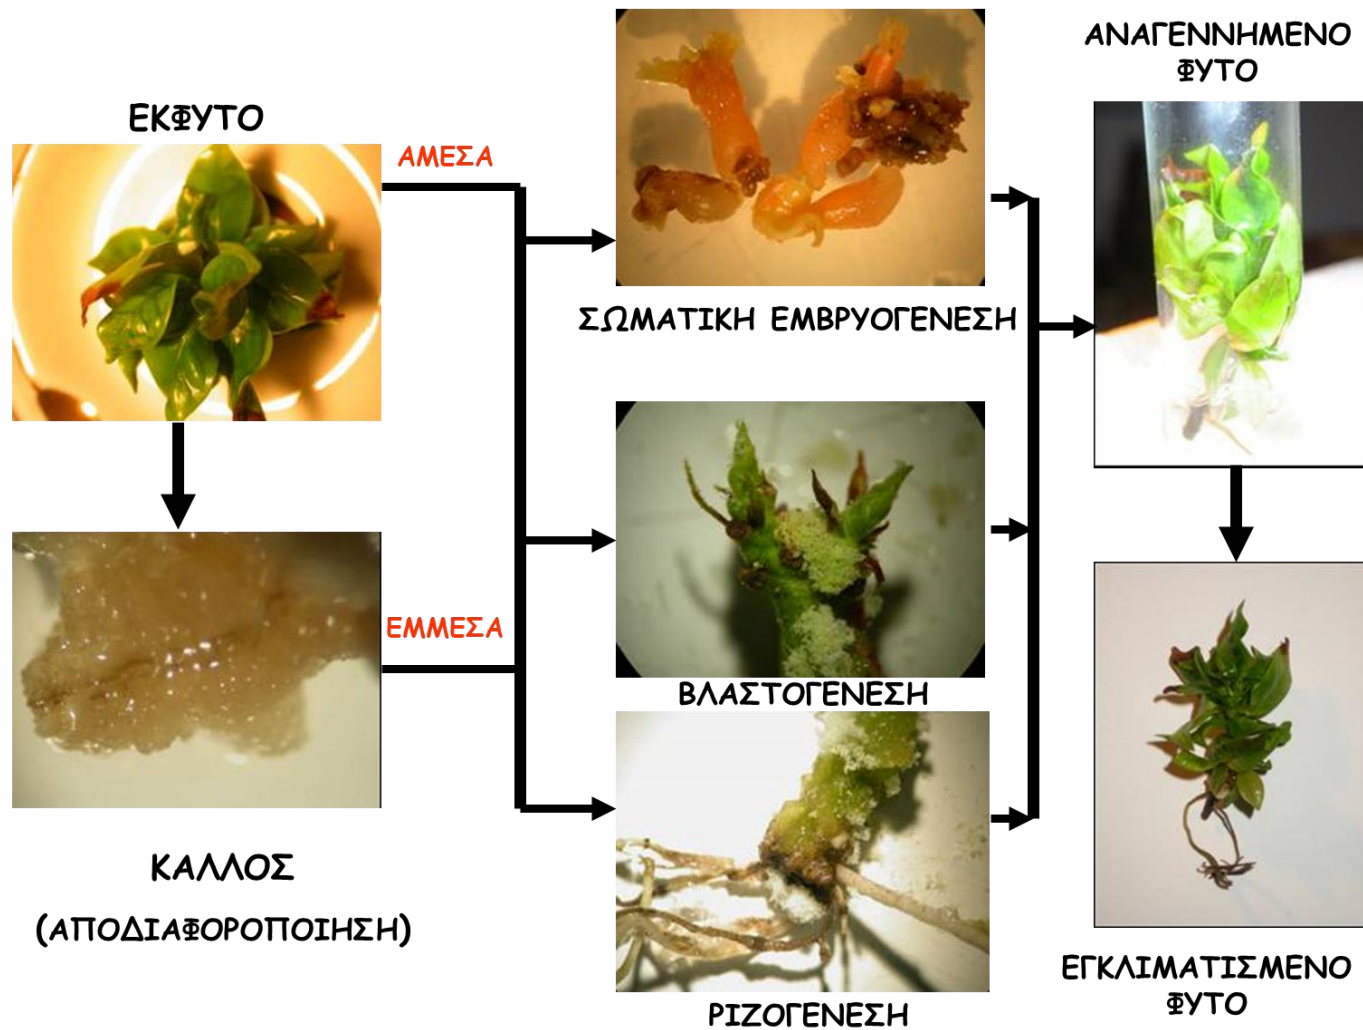 ΕΚΦΥΤΟ
ΑΜΕΣΑ
ΚΑΛΛΟΣ
(ΑΠΟΔΙΑΦΟΡΟΠΟΙΗΣΗ)
ΕΜΜΕΣΑ
ΣΩΜΑΤΙΚΗ ΕΜΒΡΥΟΓΕΝΕΣΗ
ΒΛΑΣΤΟΓΕΝΕΣΗ
ΡΙΖΟΓΕΝΕΣΗ
ΑΝΑΓΕΝΝΗΜΕΝΟ
ΦΥΤΟ
ΕΓΚΛΙΜΑΤΙΣΜΕΝΟ
ΦΥΤΟ